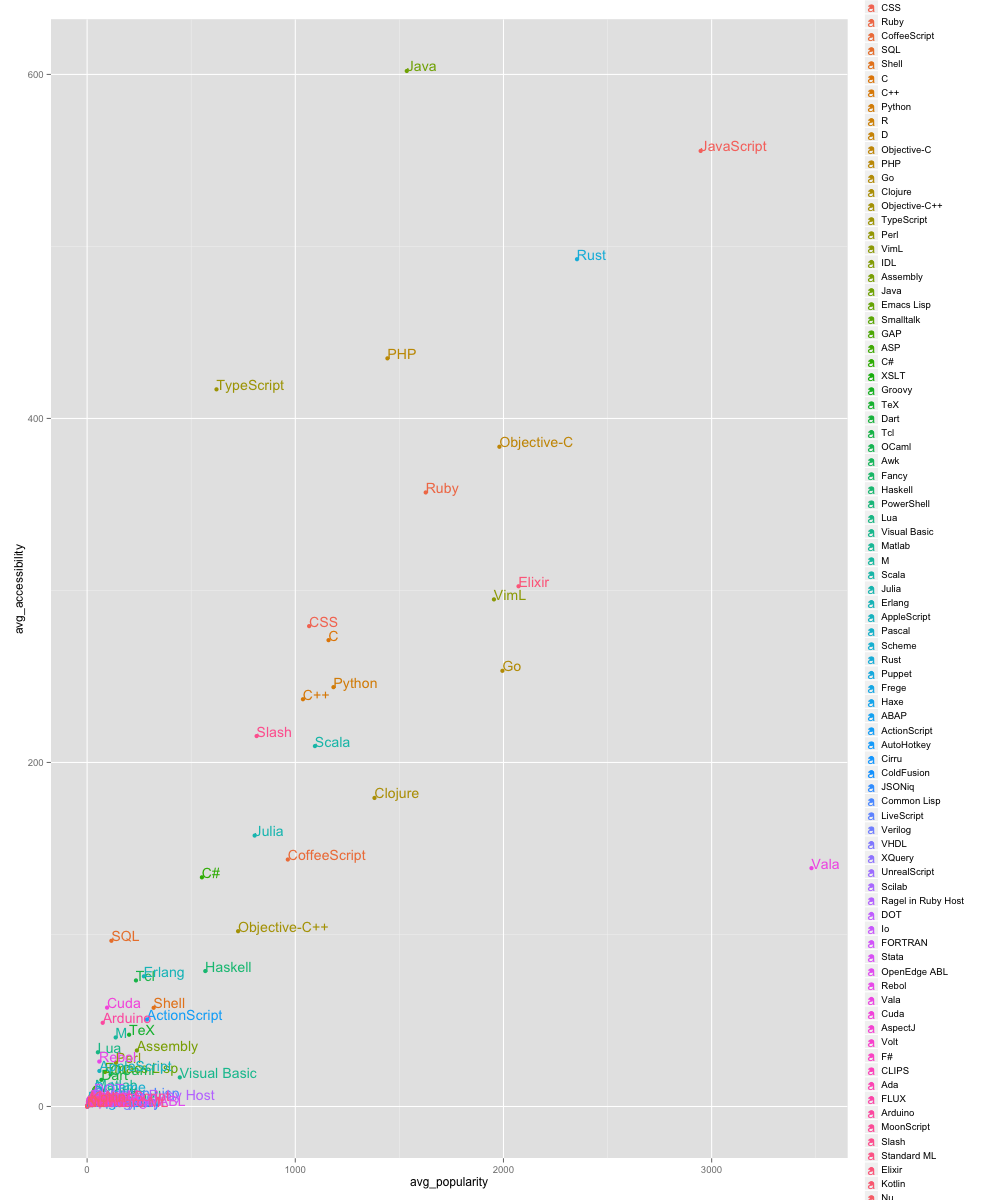 600
400
200
0
0
1000
2000
3000
avg_accessibility
avg_popularity
Java
JavaScript
Rust
PHP
TypeScript
Objective-C
Ruby
Elixir
VimL
CSS
C
Go
Python
C++
Slash
Scala
Clojure
Julia
CoffeeScript
Vala
C#
Objective-C++
SQL
Haskell
Erlang
Tcl
Cuda
Shell
Arduino
ActionScript
TeX
M
Assembly
Lua
Rebol
Perl
Dart
Visual Basic
CSS
Ruby
CoffeeScript
SQL
Shell
C
C++
Python
R
D
Objective-C
PHP
Go
Clojure
Objective-C++
TypeScript
Perl
VimL
IDL
Assembly
Java
Emacs Lisp
Smalltalk
GAP
ASP
C#
XSLT
Groovy
TeX
Dart
Tcl
OCaml
Awk
Fancy
Haskell
PowerShell
Lua
Visual Basic
Matlab
M
Scala
Julia
Erlang
AppleScript
Pascal
Scheme
Rust
Puppet
Frege
Haxe
ABAP
ActionScript
AutoHotkey
Cirru
ColdFusion
JSONiq
Common Lisp
LiveScript
Verilog
VHDL
XQuery
UnrealScript
Scilab
Ragel in Ruby Host
DOT
Io
FORTRAN
Stata
OpenEdge ABL
Rebol
Vala
Cuda
AspectJ
Volt
F#
CLIPS
Ada
FLUX
Arduino
MoonScript
Slash
Standard ML
Elixir
Kotlin
Nu